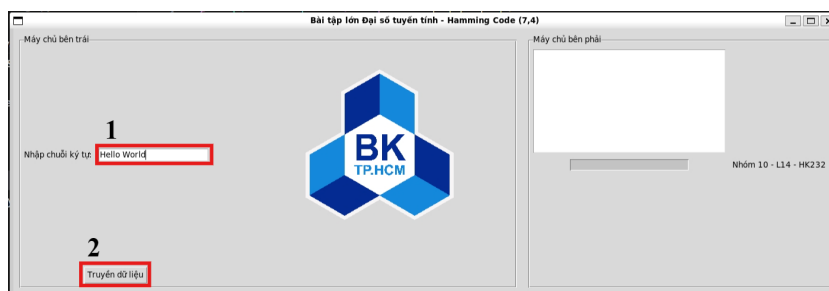 Bài tập lớn Đại số tuyến tính - Hamming Code (7,4)
Máy chủ bên trái
1
Nhập chuỗi ký tự:
Hello World
BK
TP.HCM
2
Truyền dữ liệu
Máy chủ bên phải
Nhóm 10 - L14 - HK232